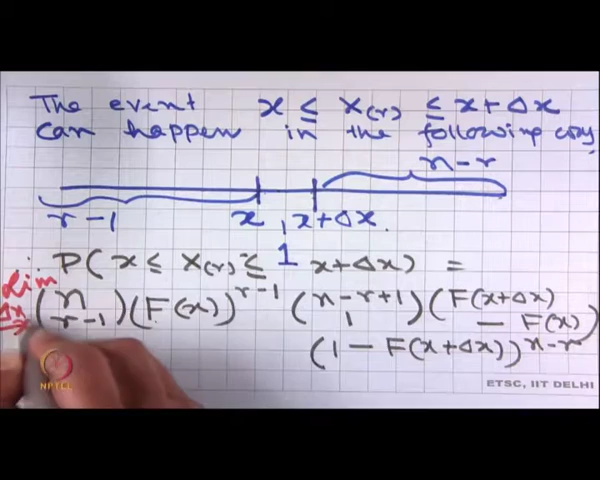 The event x ≤ X(r) ≤ x+Δx
can happen in the following way
n-r
r-1 x x+Δx.
1
∴ P( x ≤ X(r) ≤ x+Δx) =
Lim
Δx (n r-1)(F(x))^r-1 (n-r+1 1)(F(x+Δx) - F(x))
(1 - F(x+Δx))^n-r
NPTEL
ETSC, IIT DELHI